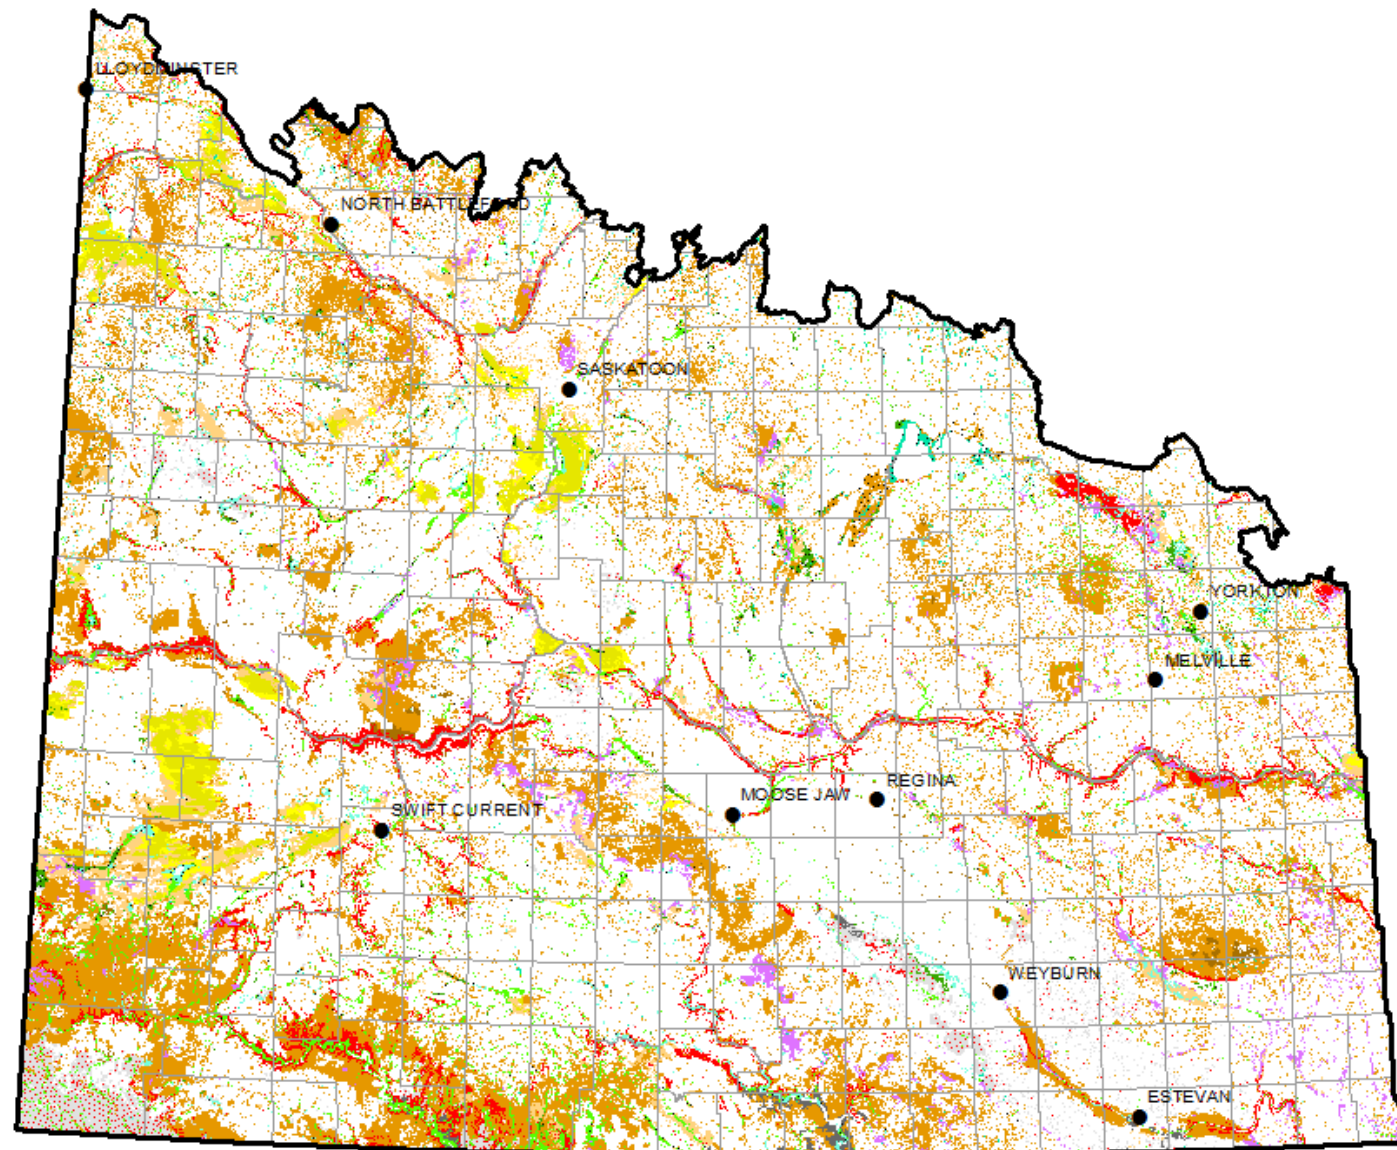 LLOYDMINSTER
NORTH BATTLEFORD
SASKATOON
YORKTON
MELVILLE
REGINA
MOOSE JAW
SWIFT CURRENT
WEYBURN
ESTEVAN